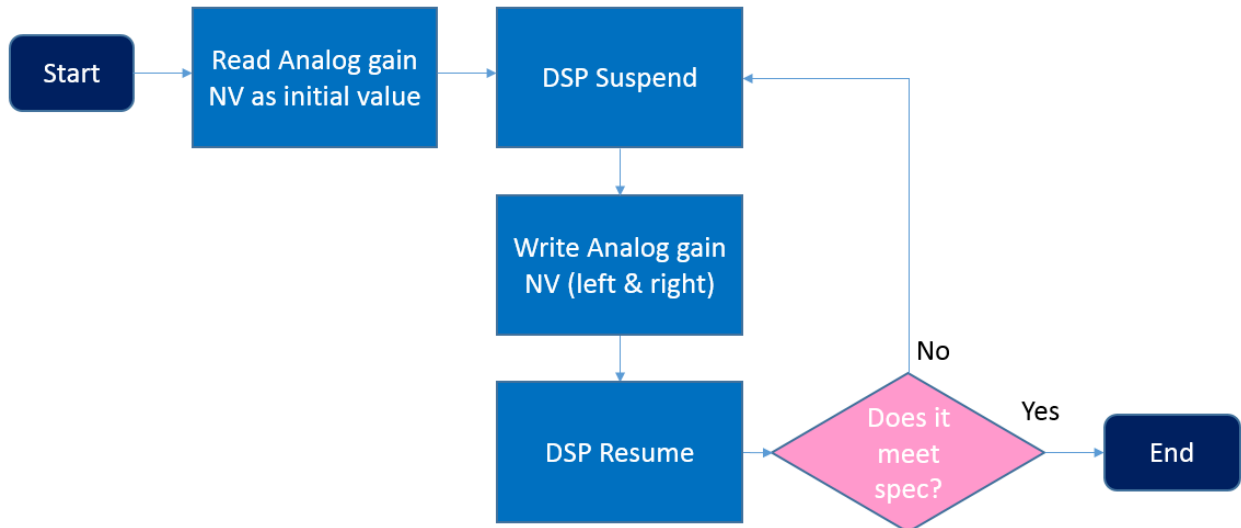 Start
Read Analog gain
NV as initial value
DSP Suspend
Write Analog gain
NV (left & right)
DSP Resume
No
Does it
meet
spec?
Yes
End